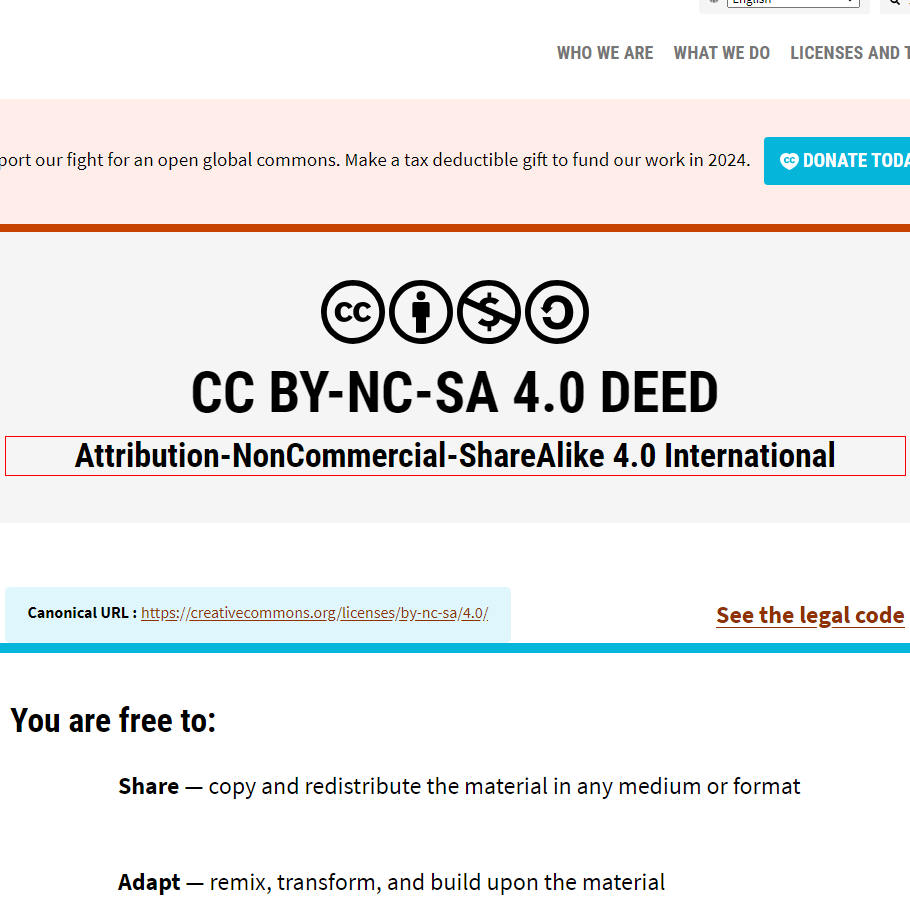 English
WHO WE ARE WHAT WE DO LICENSES AND
port our fight for an open global commons. Make a tax deductible gift to fund our work in 2024. DONATE TODA
CC BY-NC-SA 4.0 DEED
Attribution-NonCommercial-ShareAlike 4.0 International
Canonical URL : https://creativecommons.org/licenses/by-nc-sa/4.0/
See the legal code
You are free to:
Share — copy and redistribute the material in any medium or format
Adapt — remix, transform, and build upon the material